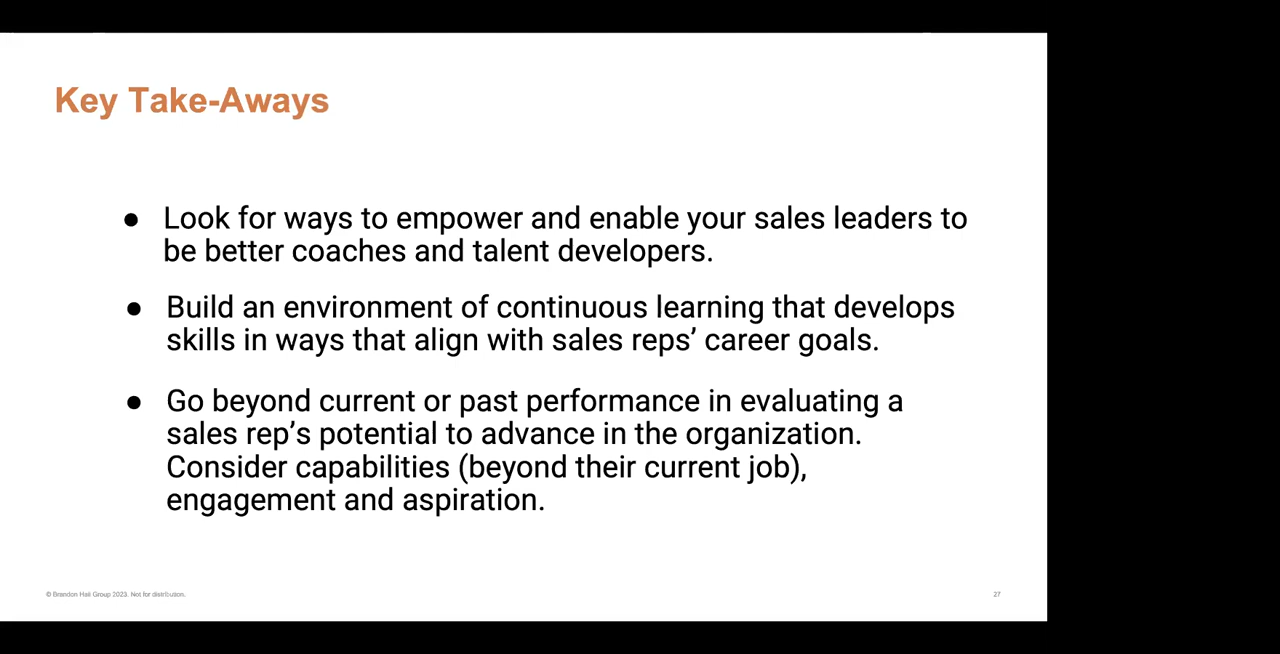 Key Take-Aways
● Look for ways to empower and enable your sales leaders to
be better coaches and talent developers.
● Build an environment of continuous learning that develops
skills in ways that align with sales reps’ career goals.
● Go beyond current or past performance in evaluating a
sales rep’s potential to advance in the organization.
Consider capabilities (beyond their current job),
engagement and aspiration.
© Brandon Hall Group 2023. Not for distribution.
27